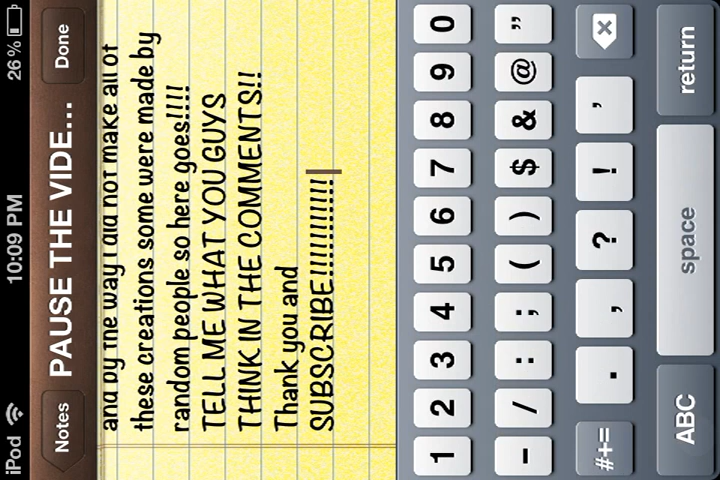 iPod 10:09 PM 26%
Notes PAUSE THE VIDE... Done
and by the way I did not make all of
these creations some were made by
random people so here goes!!!!
TELL ME WHAT YOU GUYS
THINK IN THE COMMENTS!!
Thank you and
SUBSCRIBE!!!!!!!!!!!!
1 2 3 4 5 6 7 8 9 0
- / : ; ( ) $ & @ "
#+= . , ? ! '
ABC space return